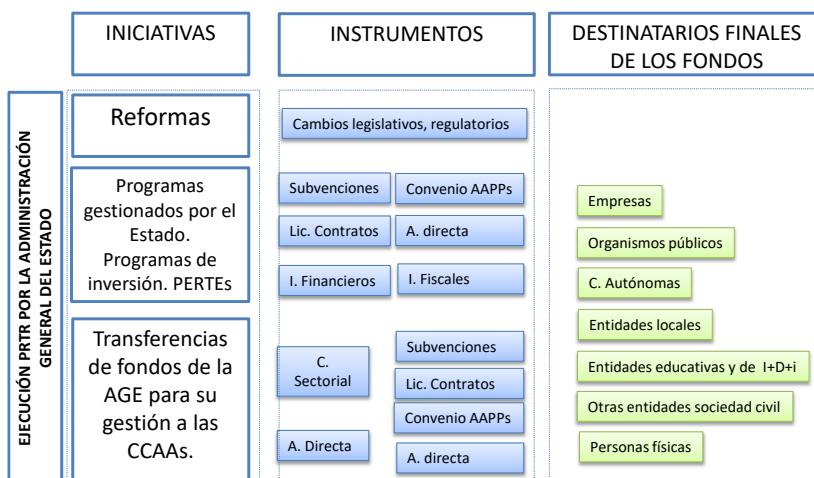 INICIATIVAS
INSTRUMENTOS
DESTINATARIOS FINALES
DE LOS FONDOS
EJECUCIÓN PRTR POR LA ADMINISTRACIÓN
GENERAL DEL ESTADO
Reformas
Cambios legislativos, regulatorios
Programas
gestionados por el
Estado.
Programas de
inversión. PERTEs
Subvenciones
Convenio AAPPs
Lic. Contratos
A. directa
I. Financieros
I. Fiscales
Transferencias
de fondos de la
AGE para su
gestión a las
CCAAs.
C.
Sectorial
A. Directa
Subvenciones
Lic. Contratos
Convenio AAPPs
A. directa
Empresas
Organismos públicos
C. Autónomas
Entidades locales
Entidades educativas y de I+D+i
Otras entidades sociedad civil
Personas físicas